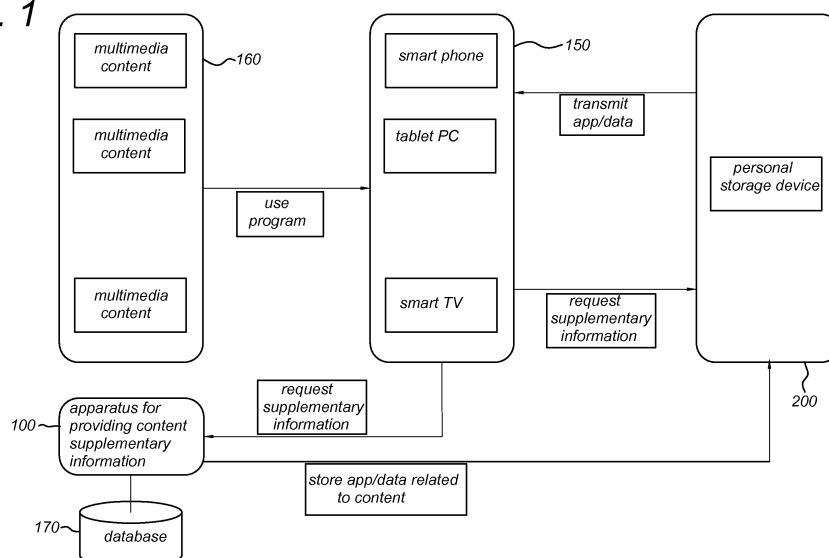 . 1
multimedia
content
160
multimedia
content
multimedia
content
use
program
smart phone
150
tablet PC
smart TV
transmit
app/data
personal
storage device
request
supplementary
information
200
request
supplementary
information
100
apparatus for
providing content
supplementary
information
store app/data related
to content
170
database